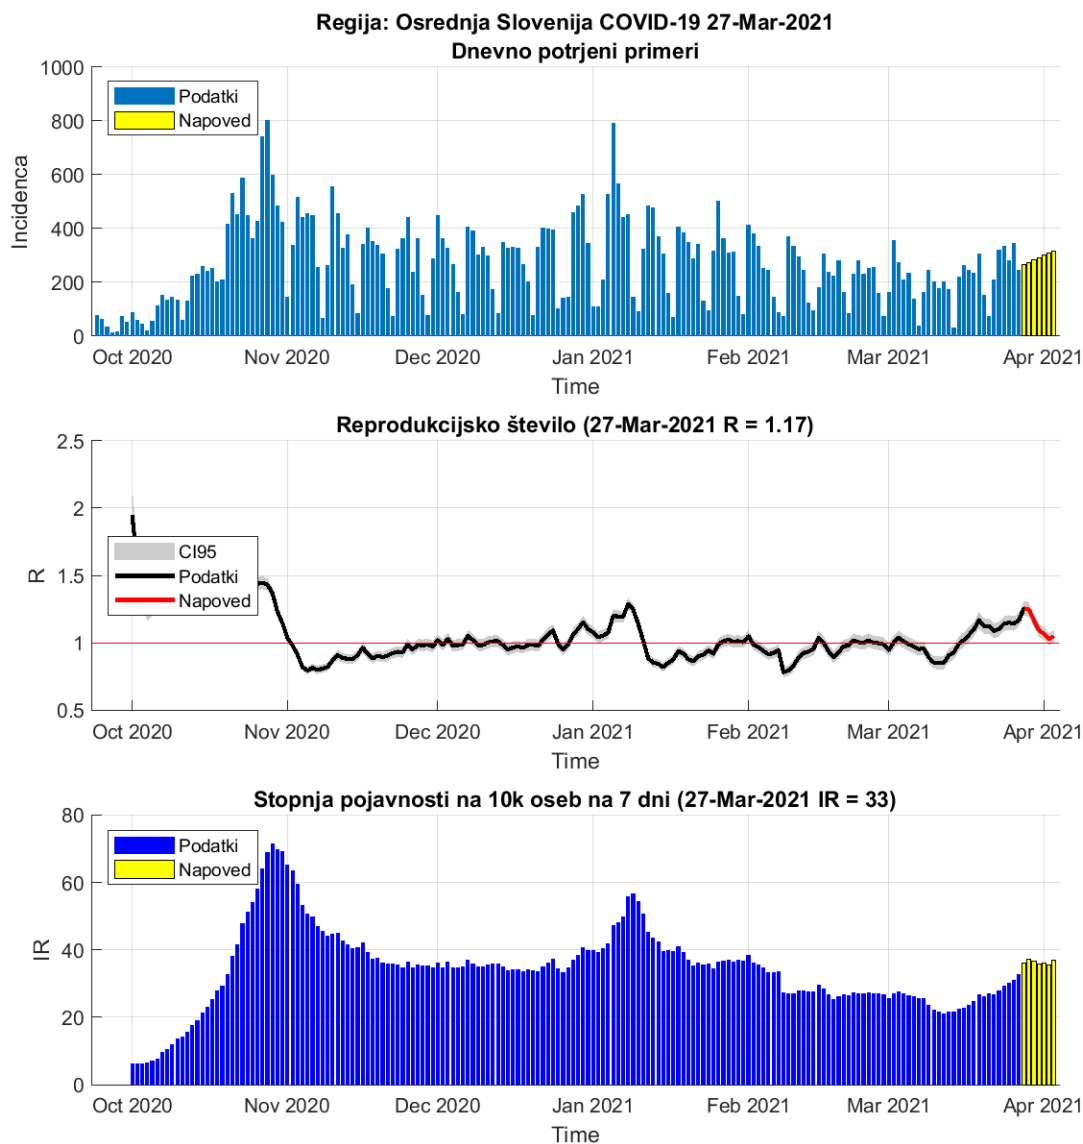 Regija: Osrednja Slovenija COVID-19 27-Mar-2021
Dnevno potrjeni primeri
1000
800
600
400
200
0
Incidenca
Podatki
Napoved
Oct 2020 Nov 2020 Dec 2020 Jan 2021 Feb 2021 Mar 2021 Apr 2021
Time
Reprodukcijsko število (27-Mar-2021 R = 1.17)
2.5
2
1.5
1
0.5
R
CI95
Podatki
Napoved
Oct 2020 Nov 2020 Dec 2020 Jan 2021 Feb 2021 Mar 2021 Apr 2021
Time
Stopnja pojavnosti na 10k oseb na 7 dni (27-Mar-2021 IR = 33)
80
60
40
20
0
IR
Podatki
Napoved
Oct 2020 Nov 2020 Dec 2020 Jan 2021 Feb 2021 Mar 2021 Apr 2021
Time